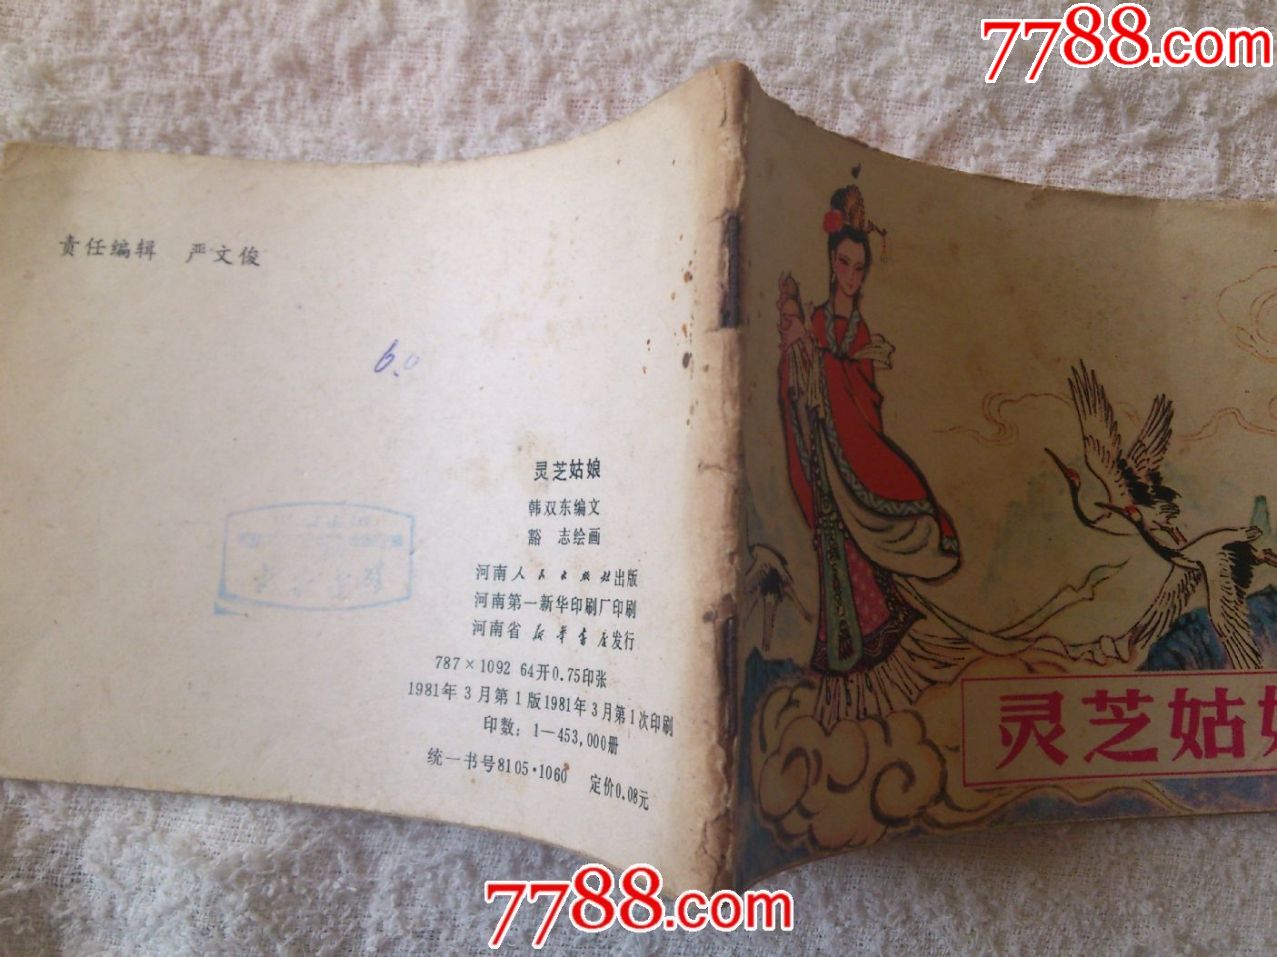 7788.com
责任编辑 严文俊
6.0
灵芝姑娘
韩双东编文
豁 志绘画
河南人民出版社出版
河南第一新华印刷厂印刷
河南省新华书店发行
787×1092 64开0.75印张
1981年3月第1版1981年3月第1次印刷
印数：1—453,000册
统一书号8105·1060 定价0.08元
灵芝姑
7788.com